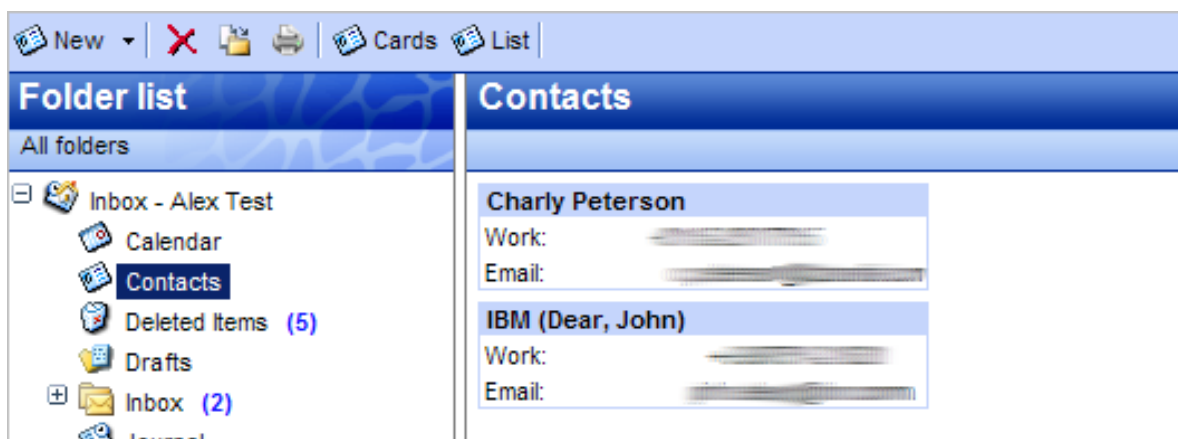 New Cards List
Folder list
All folders
Inbox - Alex Test
Calendar
Contacts
Deleted Items (5)
Drafts
Inbox (2)
Journal
Contacts
Charly Peterson
Work:
Email:
IBM (Dear, John)
Work:
Email: